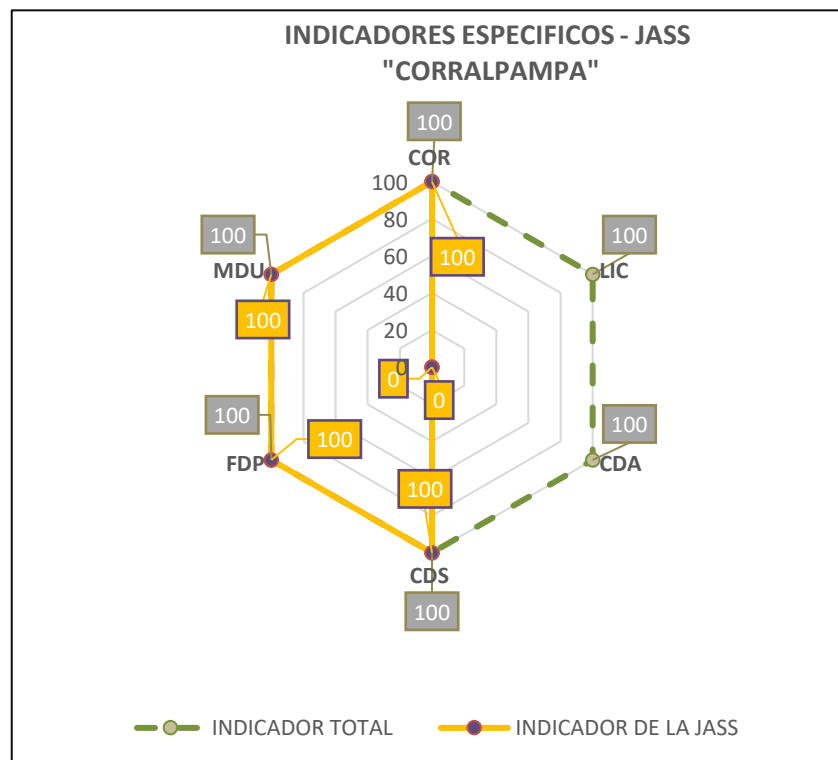 INDICADORES ESPECIFICOS - JASS
"CORRALPAMPA"
100
COR
100
80
60
40
20
0
100
100
MDU
100
100
LIC
0
0
100
FDP
100
100
CDA
100
CDS
100
INDICADOR TOTAL
INDICADOR DE LA JASS